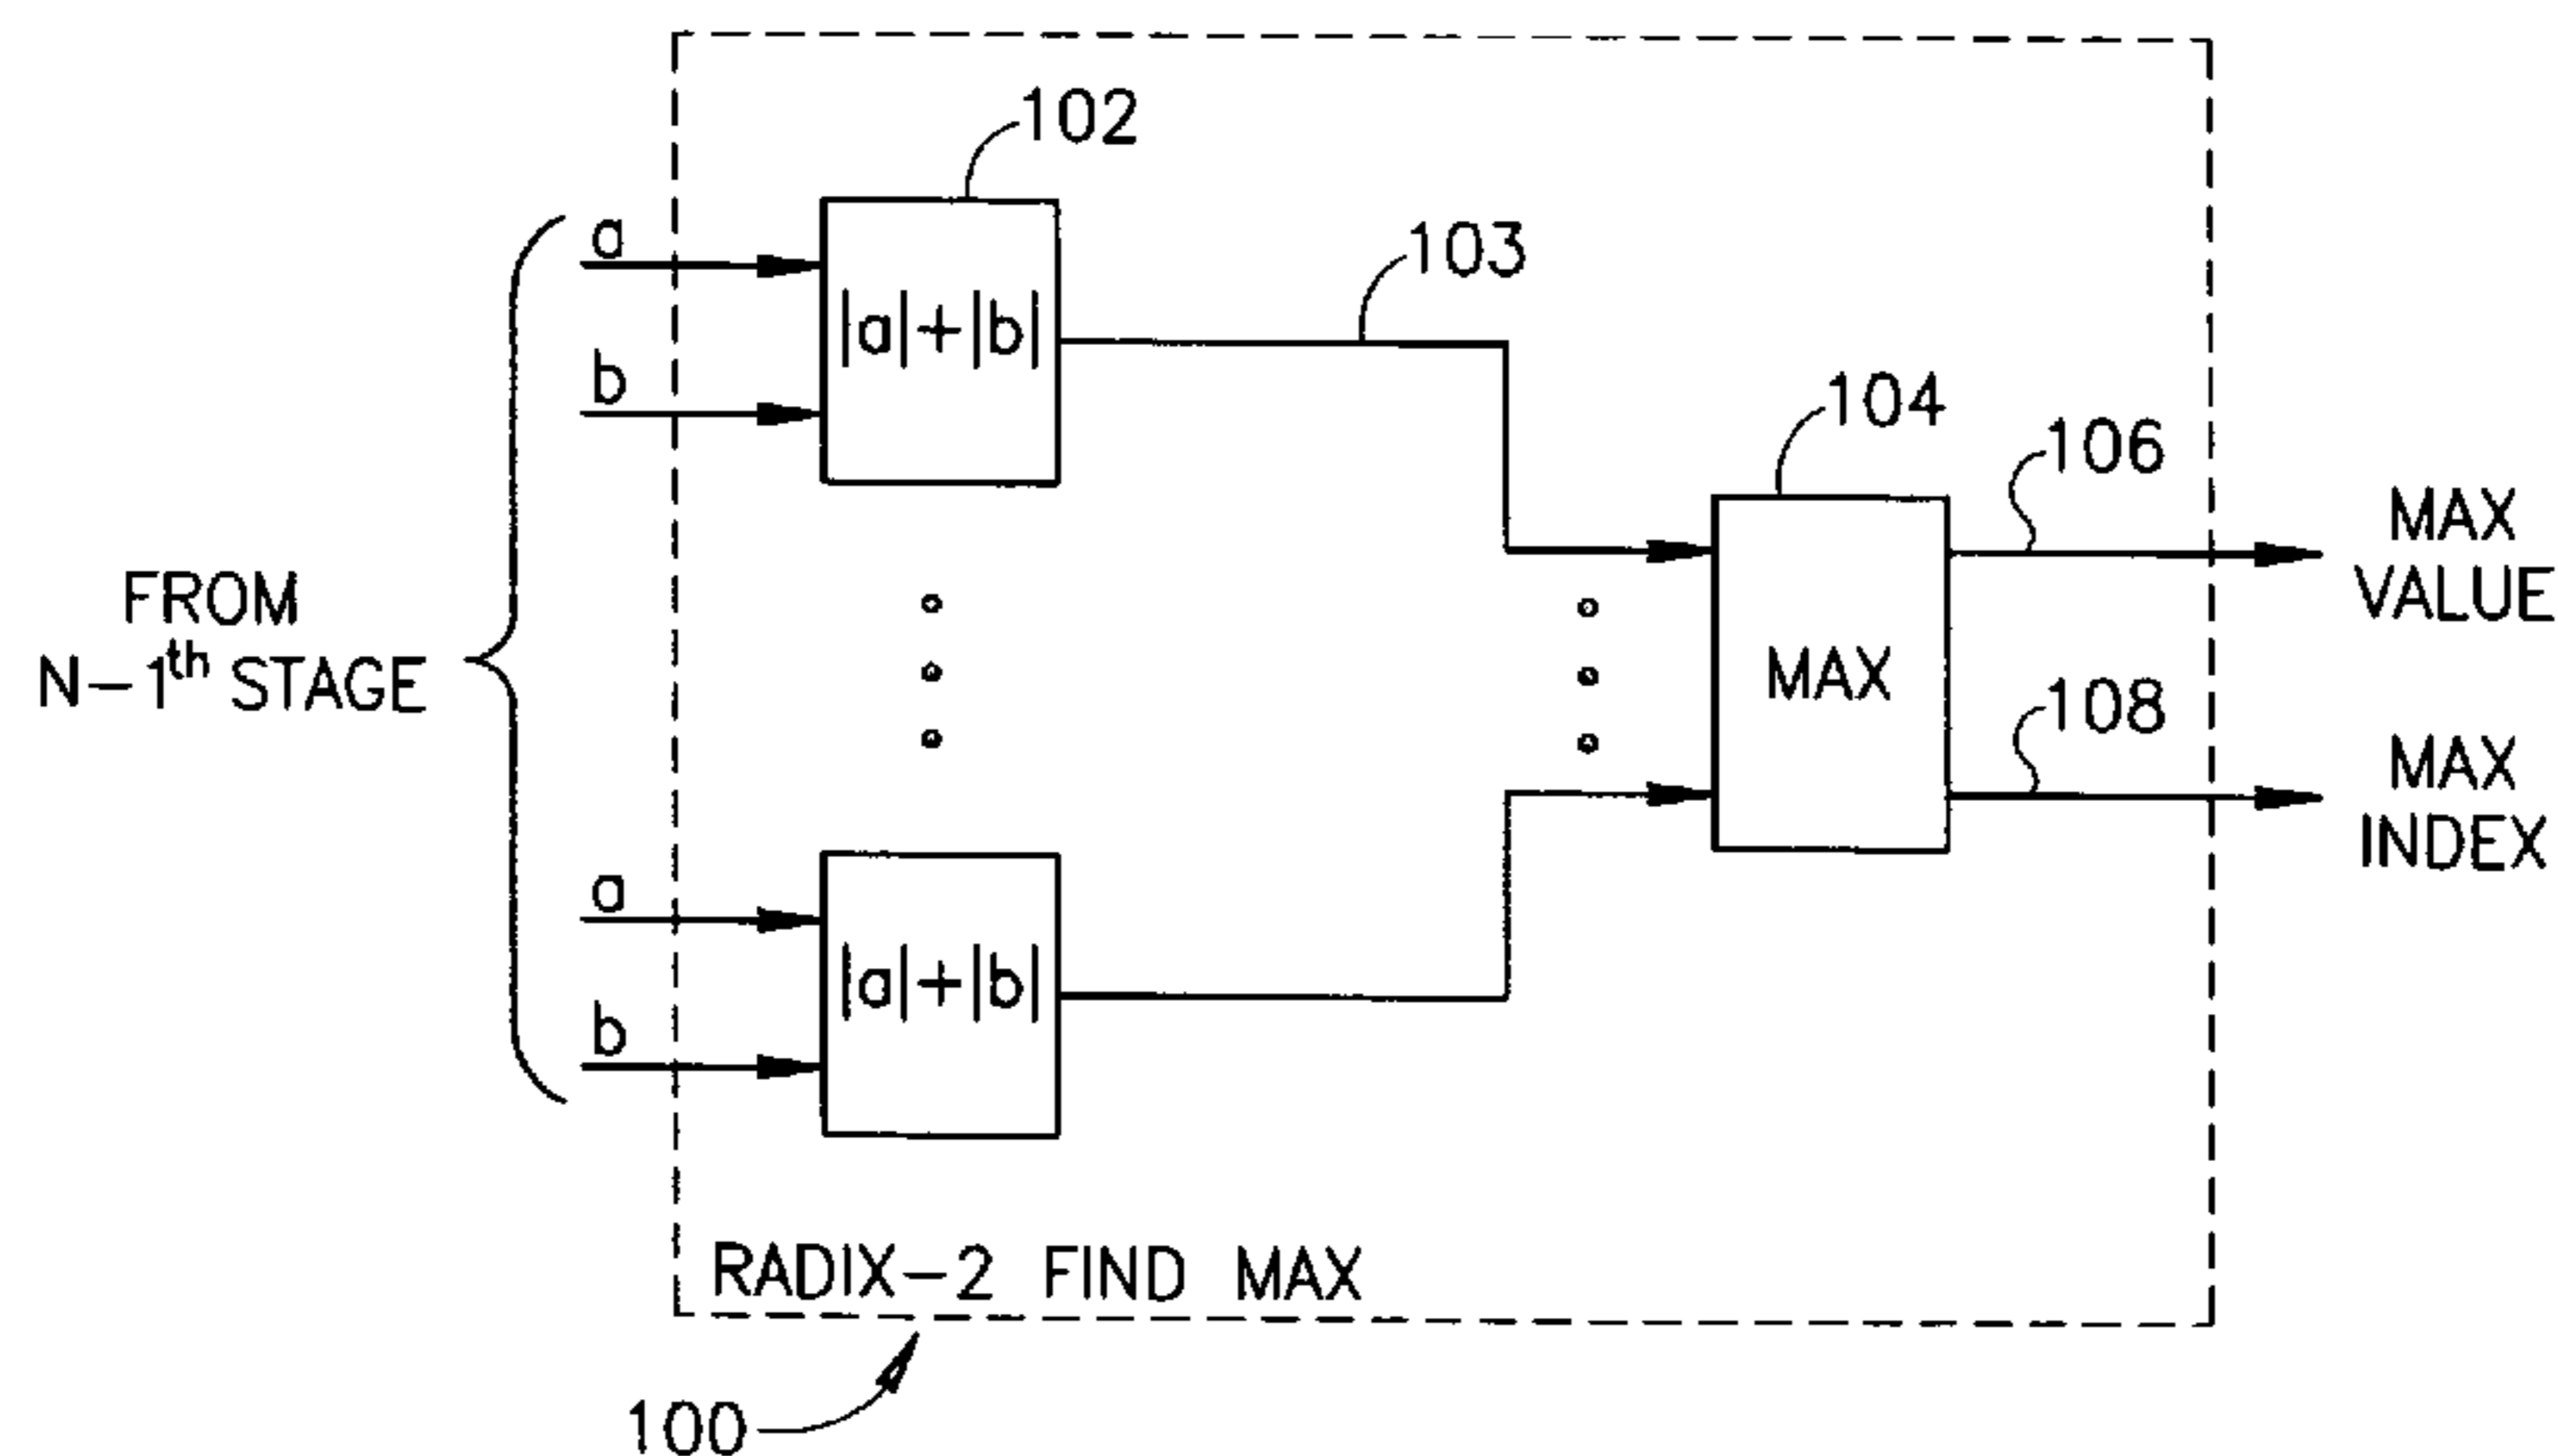 102
a
|a|+|b|
b
103
104
106
MAX
VALUE
FROM
N-1th STAGE
MAX
108
MAX
INDEX
a
|a|+|b|
b
RADIX-2 FIND MAX
100